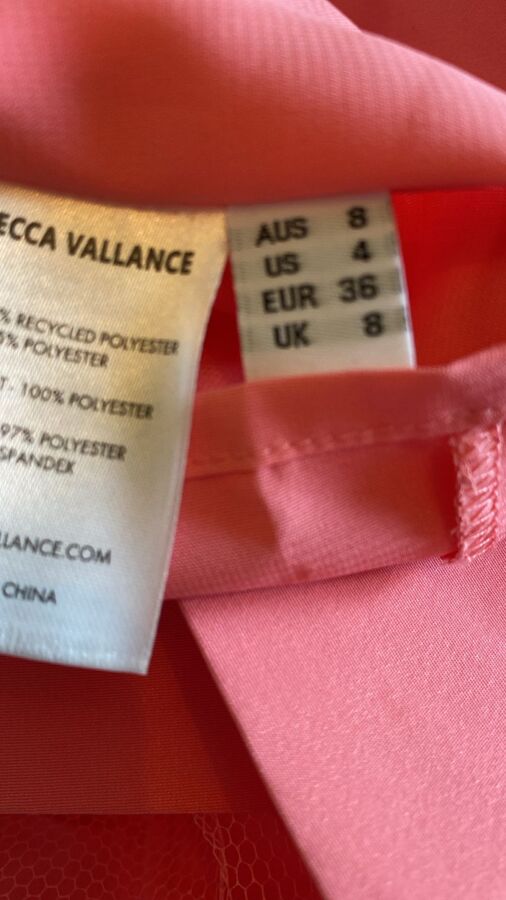 ECCA VALLANCE
% RECYCLED POLYESTER
% POLYESTER
T - 100% POLYESTER
97% POLYESTER
SPANDEX
LLANCE.COM
CHINA
AUS 8
US 4
EUR 36
UK 8